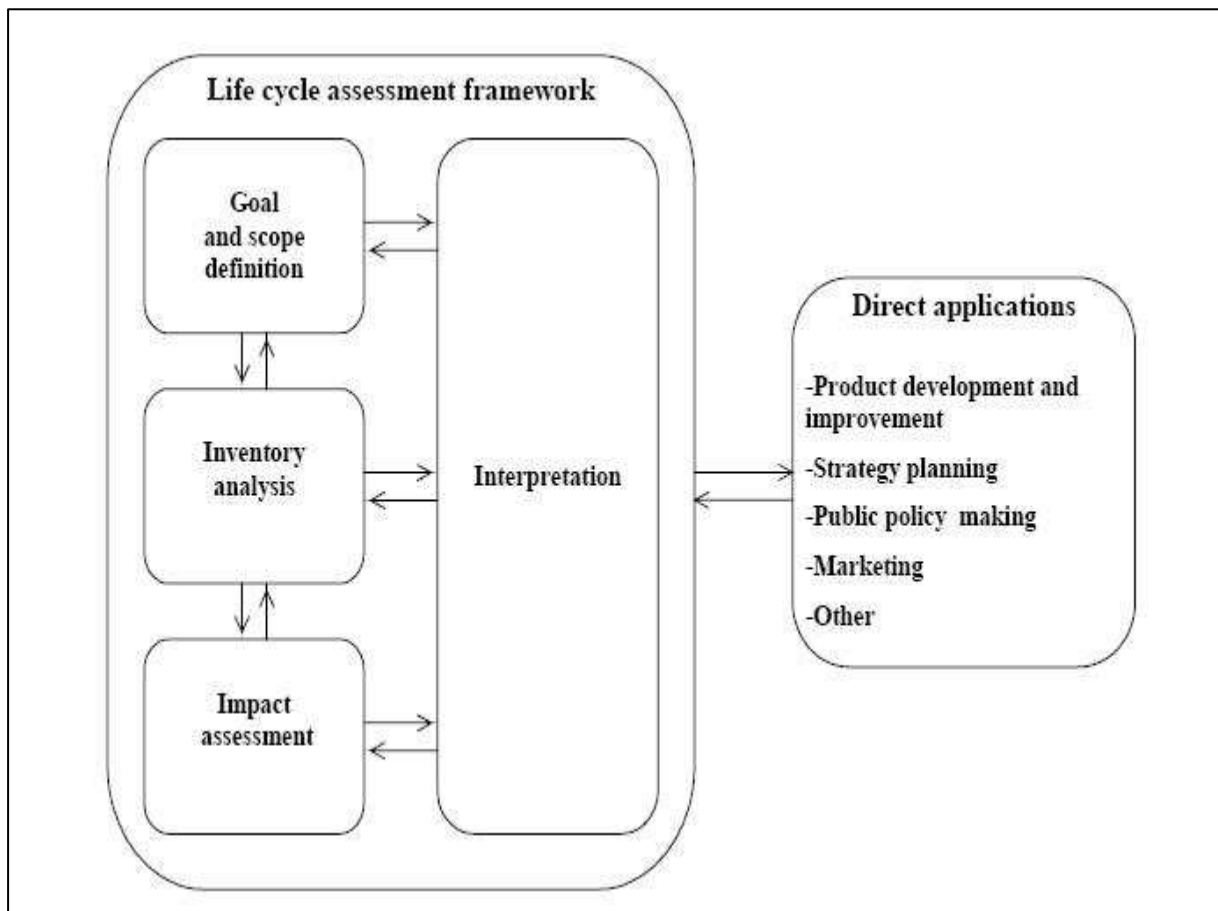 Life cycle assessment framework
Goal
and scope
definition
Inventory
analysis
Impact
assessment
Interpretation
Direct applications
-Product development and
improvement
-Strategy planning
-Public policy making
-Marketing
-Other